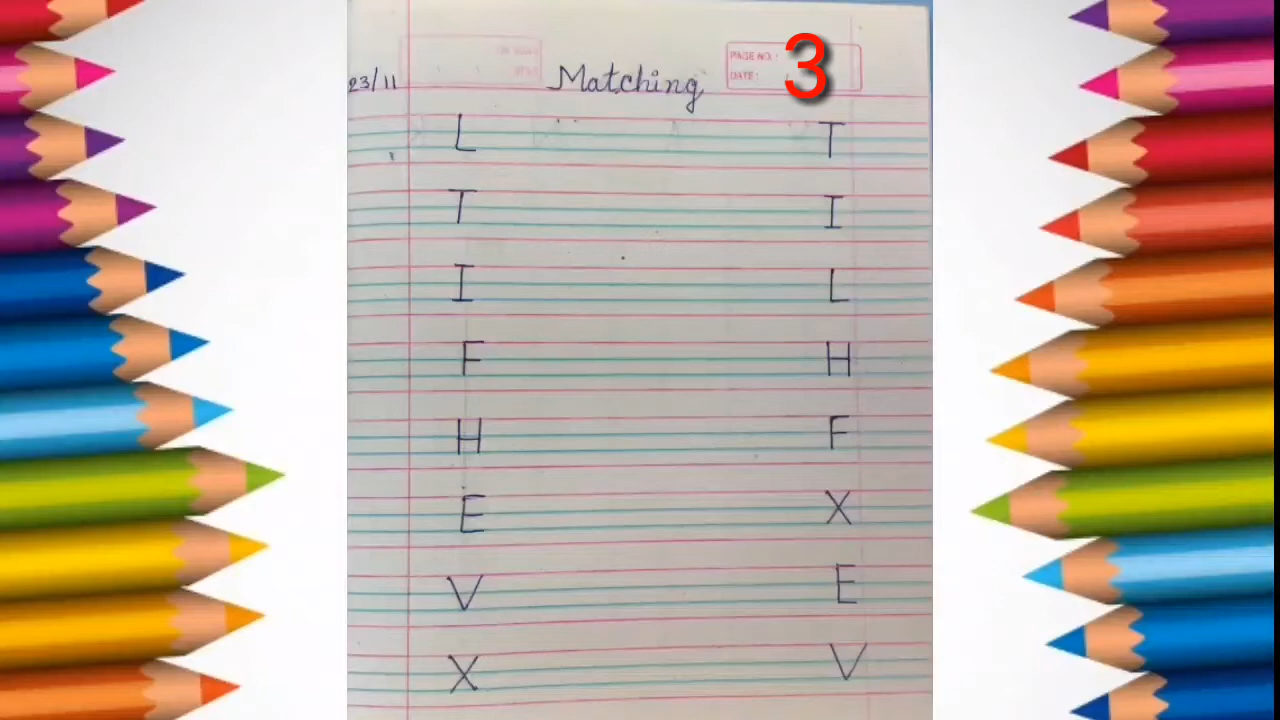 PAGE NO.: 3
DATE:
23/11 Matching
L T
T I
I L
F H
H F
E X
V E
X V